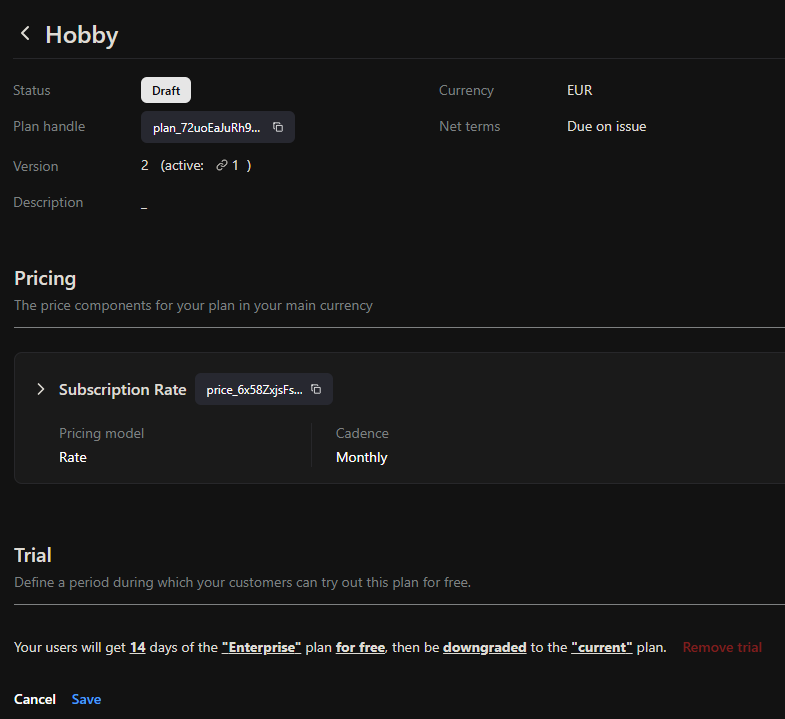 Hobby
Status Draft Currency EUR
Plan handle plan_72uoEaJuRh9... Net terms Due on issue
Version 2 (active: 1 )
Description _
Pricing
The price components for your plan in your main currency
Subscription Rate price_6x58ZxjsFs...
Pricing model Cadence
Rate Monthly
Trial
Define a period during which your customers can try out this plan for free.
Your users will get 14 days of the "Enterprise" plan for free, then be downgraded to the "current" plan. Remove trial
Cancel Save